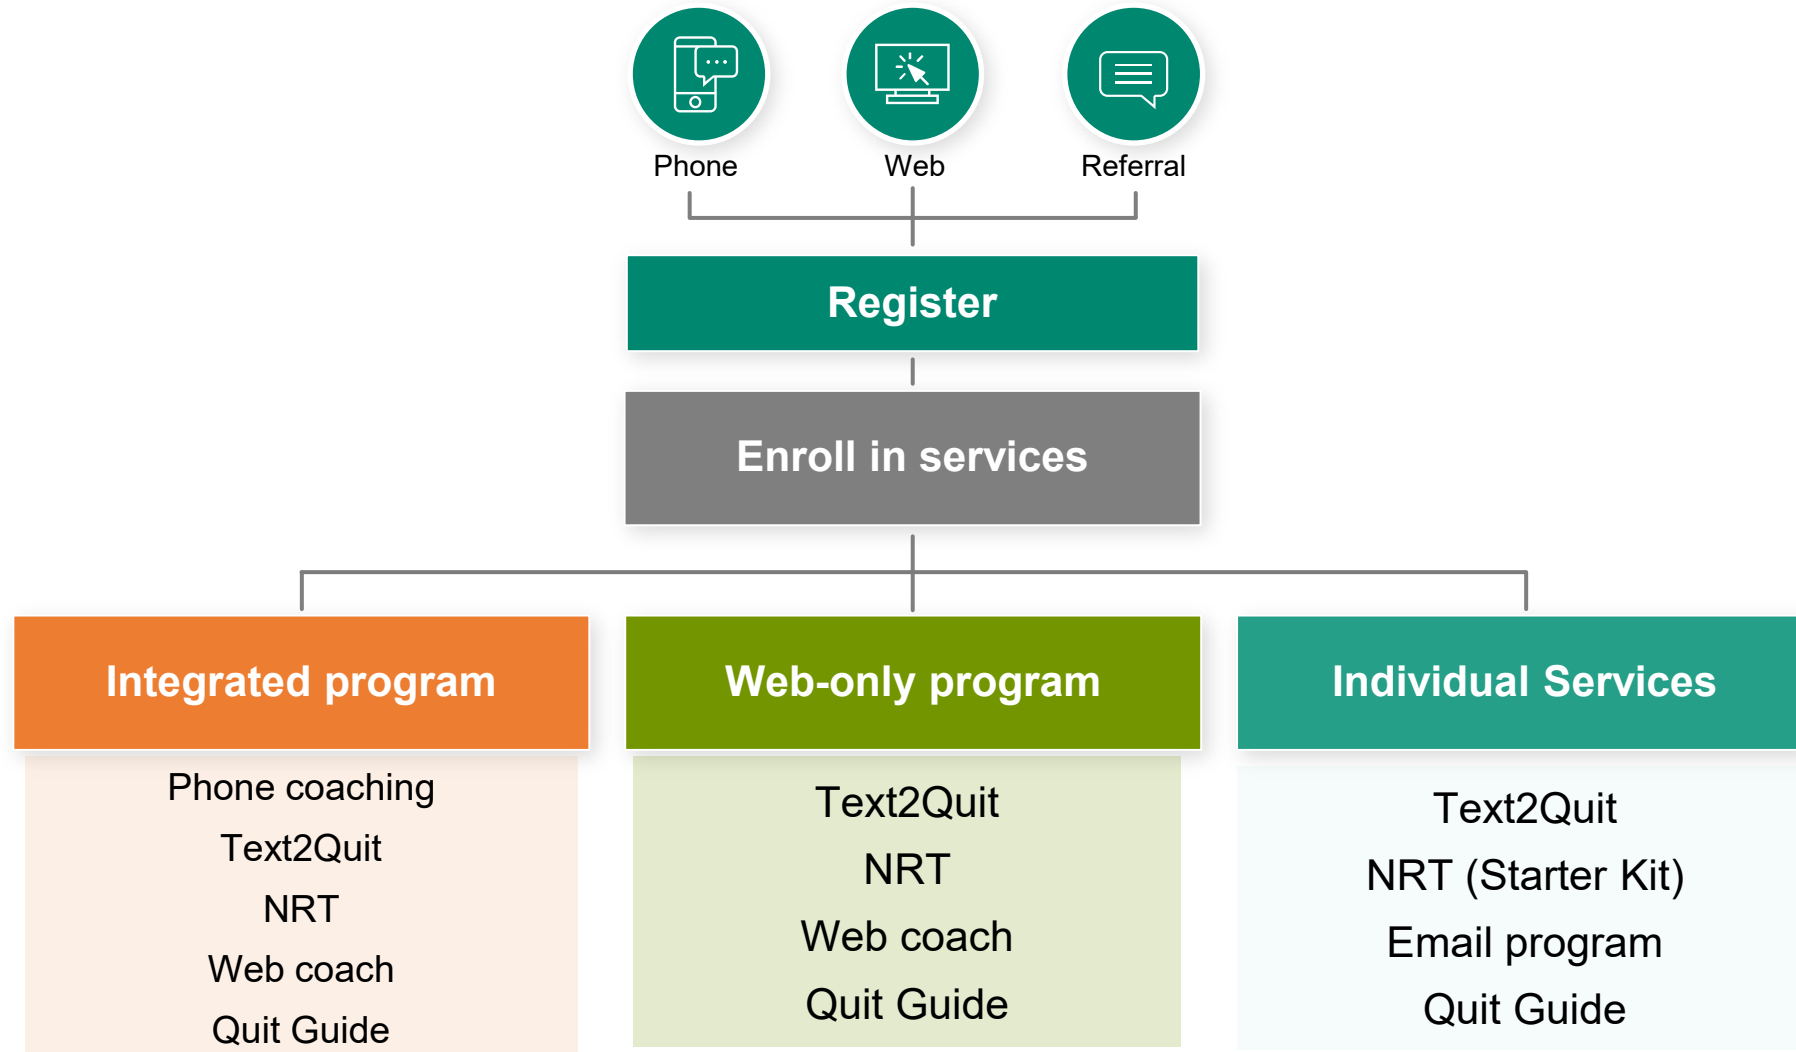 Phone
Web
Referral
Register
Enroll in services
Integrated program
Phone coaching
Text2Quit
NRT
Web coach
Quit Guide
Web-only program
Text2Quit
NRT
Web coach
Quit Guide
Individual Services
Text2Quit
NRT (Starter Kit)
Email program
Quit Guide